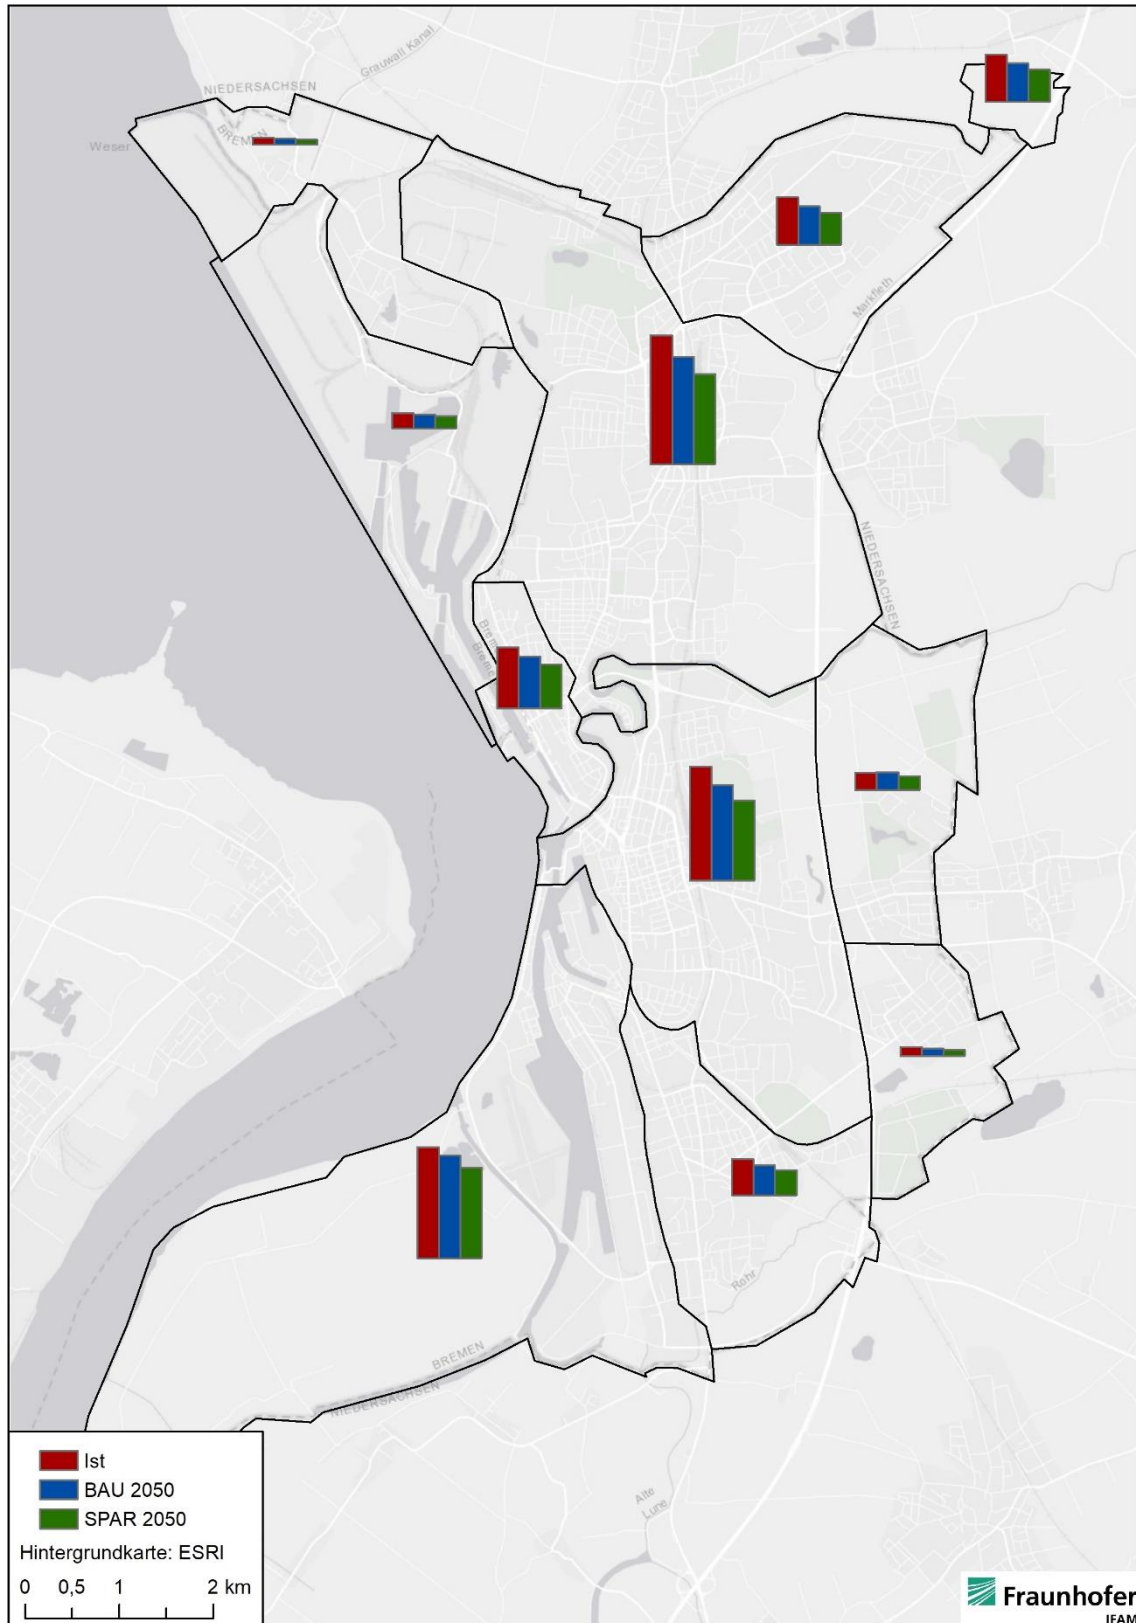 Grauwall Kanal
NIEDERSACHSEN
BREMEN
Weser
Markfleth
NIEDERSACHSEN
Rohr
BREMEN
NIEDERSACHSEN
Alte
Lune
Ist
BAU 2050
SPAR 2050
Hintergrundkarte: ESRI
0 0,5 1 2 km
Fraunhofer
IFAM